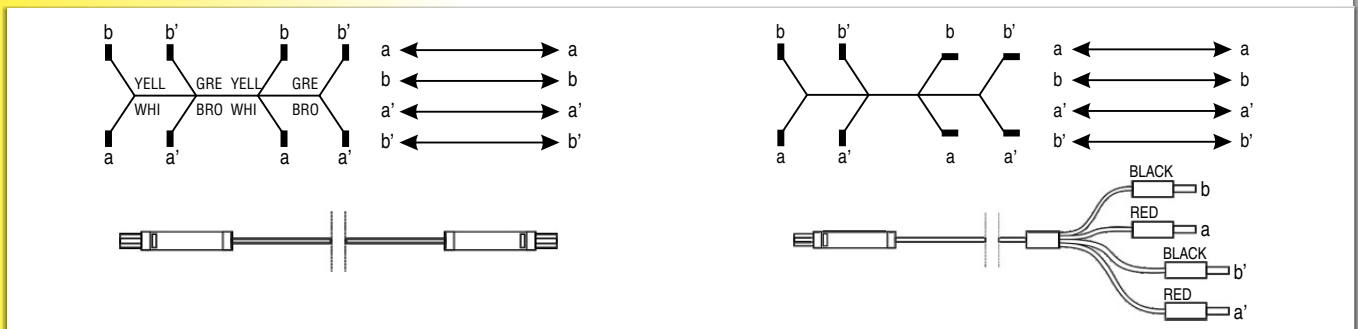 b b’ b b’
YELL GRE YELL GRE
WHI BRO WHI BRO
a a’ a a’
a a
b b
a’ a’
b’ b’
b b’ b b’
a a’ a a’
a a
b b
a’ a’
b’ b’
BLACK b
RED a
BLACK b’
RED a’